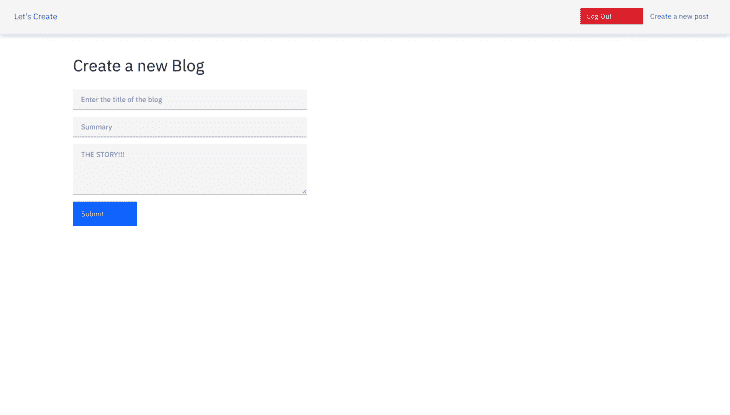 Let's Create
Log Out
Create a new post
Create a new Blog
Enter the title of the blog
Summary
THE STORY!!!
Submit